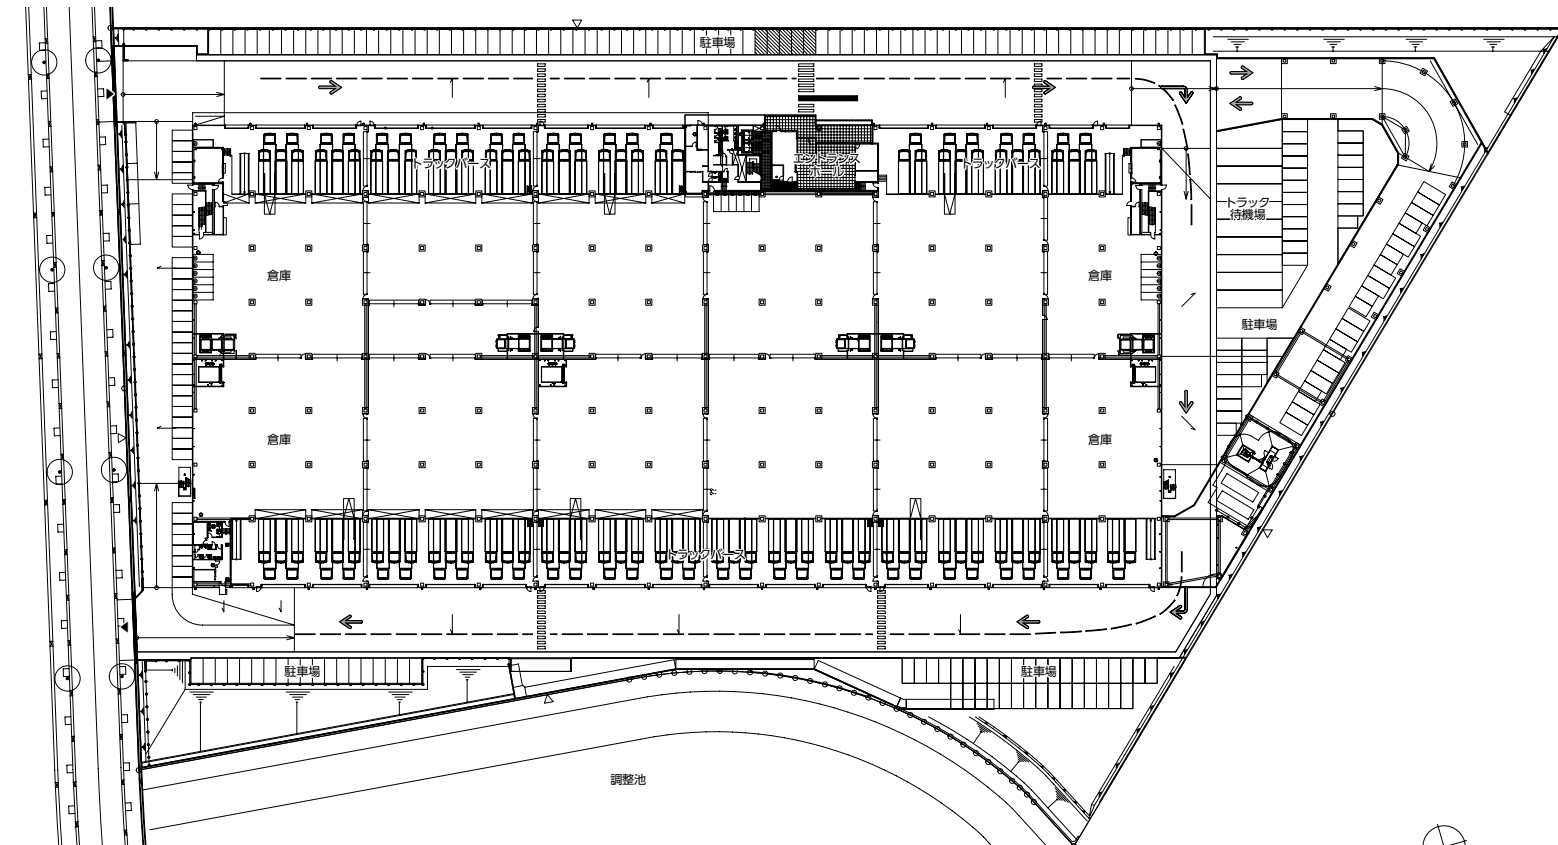 駐車場
トラックバース
エントランス
ホール
トラックバース
トラック
待機場
倉庫
倉庫
駐車場
倉庫
倉庫
トラックバース
駐車場
駐車場
調整池